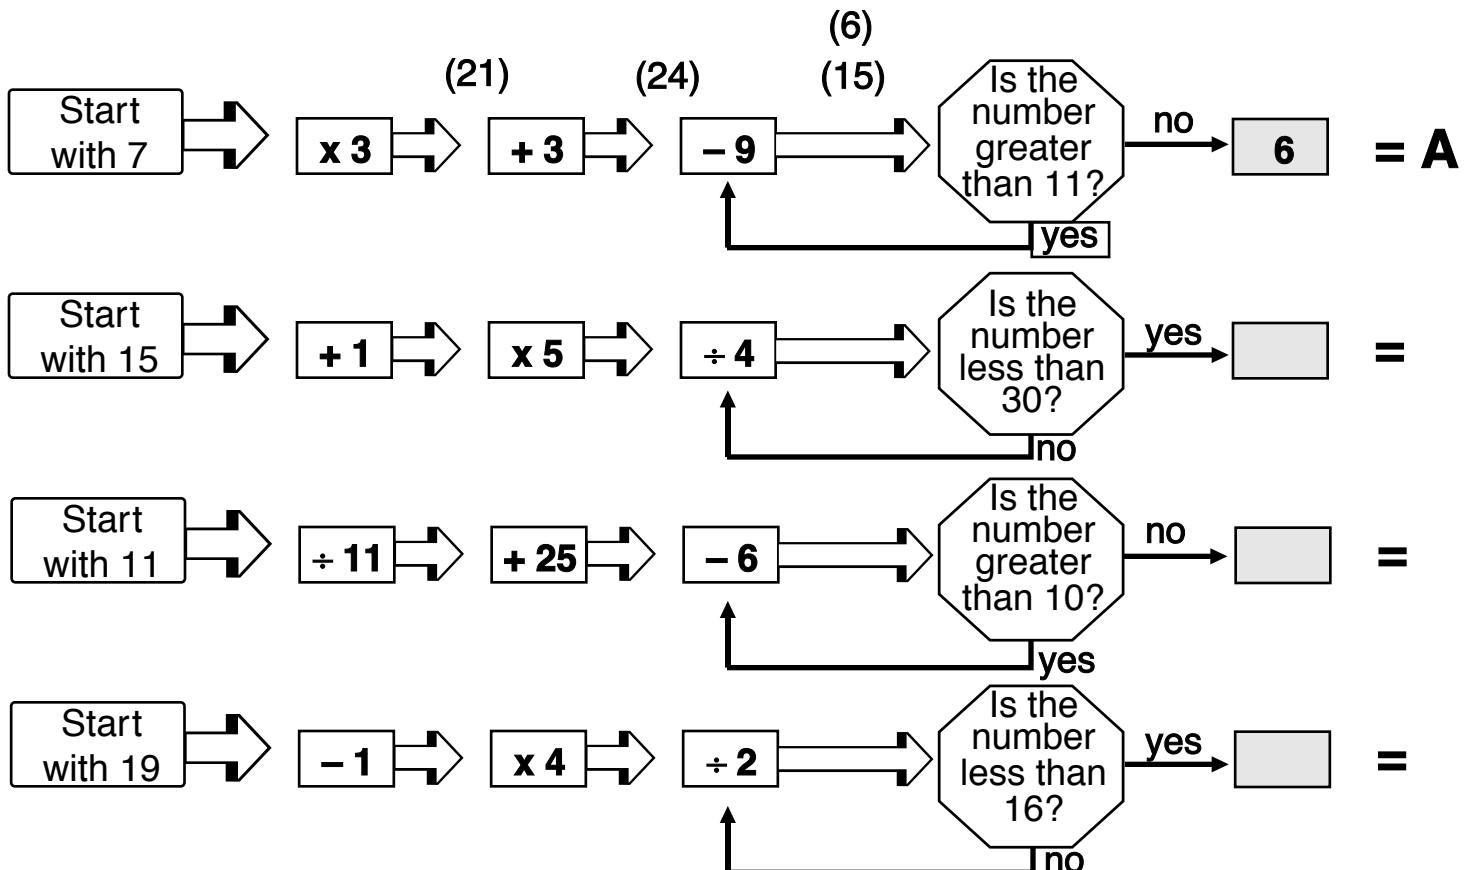 (6)
(21) (24) (15)
Start
with 7
x 3
+ 3
– 9
Is the
number
greater
than 11?
no
6
= A
yes
Start
with 15
+ 1
x 5
÷ 4
Is the
number
less than
30?
yes
=
no
Start
with 11
÷ 11
+ 25
– 6
Is the
number
greater
than 10?
no
=
yes
Start
with 19
– 1
x 4
÷ 2
Is the
number
less than
16?
yes
=
no